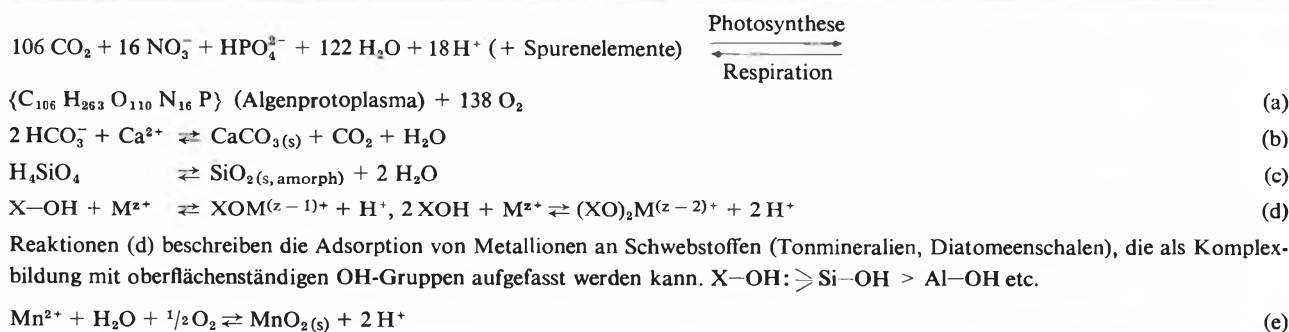 Photosynthese
106 CO₂ + 16 NO₃⁻ + HPO₄²⁻ + 122 H₂O + 18 H⁺ (+ Spurenelemente) ⇄
Respiration
{C₁₀₆ H₂₆₃ O₁₁₀ N₁₆ P} (Algenprotoplasma) + 138 O₂ (a)
2 HCO₃⁻ + Ca²⁺ ⇄ CaCO₃(s) + CO₂ + H₂O (b)
H₄SiO₄ ⇄ SiO₂(s, amorph) + 2 H₂O (c)
X—OH + Mᶻ⁺ ⇄ XOM⁽ᶻ⁻¹⁾⁺ + H⁺, 2 XOH + Mᶻ⁺ ⇄ (XO)₂M⁽ᶻ⁻²⁾⁺ + 2 H⁺ (d)
Reaktionen (d) beschreiben die Adsorption von Metallionen an Schwebstoffen (Tonmineralien, Diatomeenschalen), die als Komplex-
bildung mit oberflächenständigen OH-Gruppen aufgefasst werden kann. X—OH: ⩾Si—OH > Al—OH etc.
Mn²⁺ + H₂O + ¹/₂O₂ ⇄ MnO₂(s) + 2 H⁺ (e)